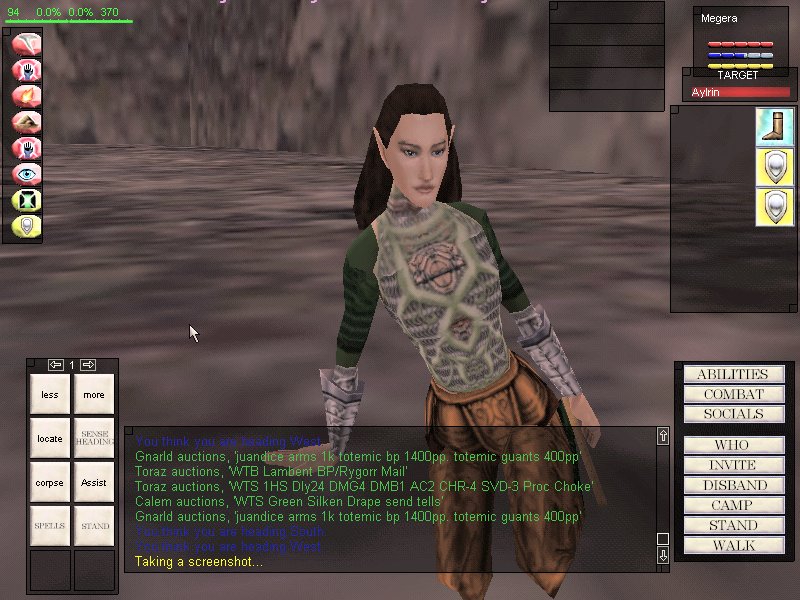 94 0.0% 0.0% 370
Megera
TARGET
Aylrin
1
less more
locate SENSE HEADING
corpse Assist
SPELLS STAND
You think you are heading West.
Gnarld auctions, 'juandice arms 1k totemic bp 1400pp. totemic guants 400pp'
Toraz auctions, 'WTB Lambent BP/Rygorr Mail'
Toraz auctions, 'WTS 1HS Dly24 DMG4 DMB1 AC2 CHR-4 SVD-3 Proc Choke'
Calem auctions, 'WTS Green Silken Drape send tells'
Gnarld auctions, 'juandice arms 1k totemic bp 1400pp. totemic guants 400pp'
You think you are heading South.
You think you are heading West.
Taking a screenshot...
ABILITIES
COMBAT
SOCIALS
WHO
INVITE
DISBAND
CAMP
STAND
WALK